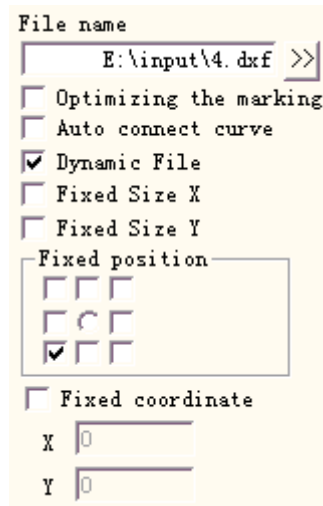 File name
E:\input\4.dxf >>
Optimizing the marking
Auto connect curve
Dynamic File
Fixed Size X
Fixed Size Y
Fixed position
Fixed coordinate
X 0
Y 0